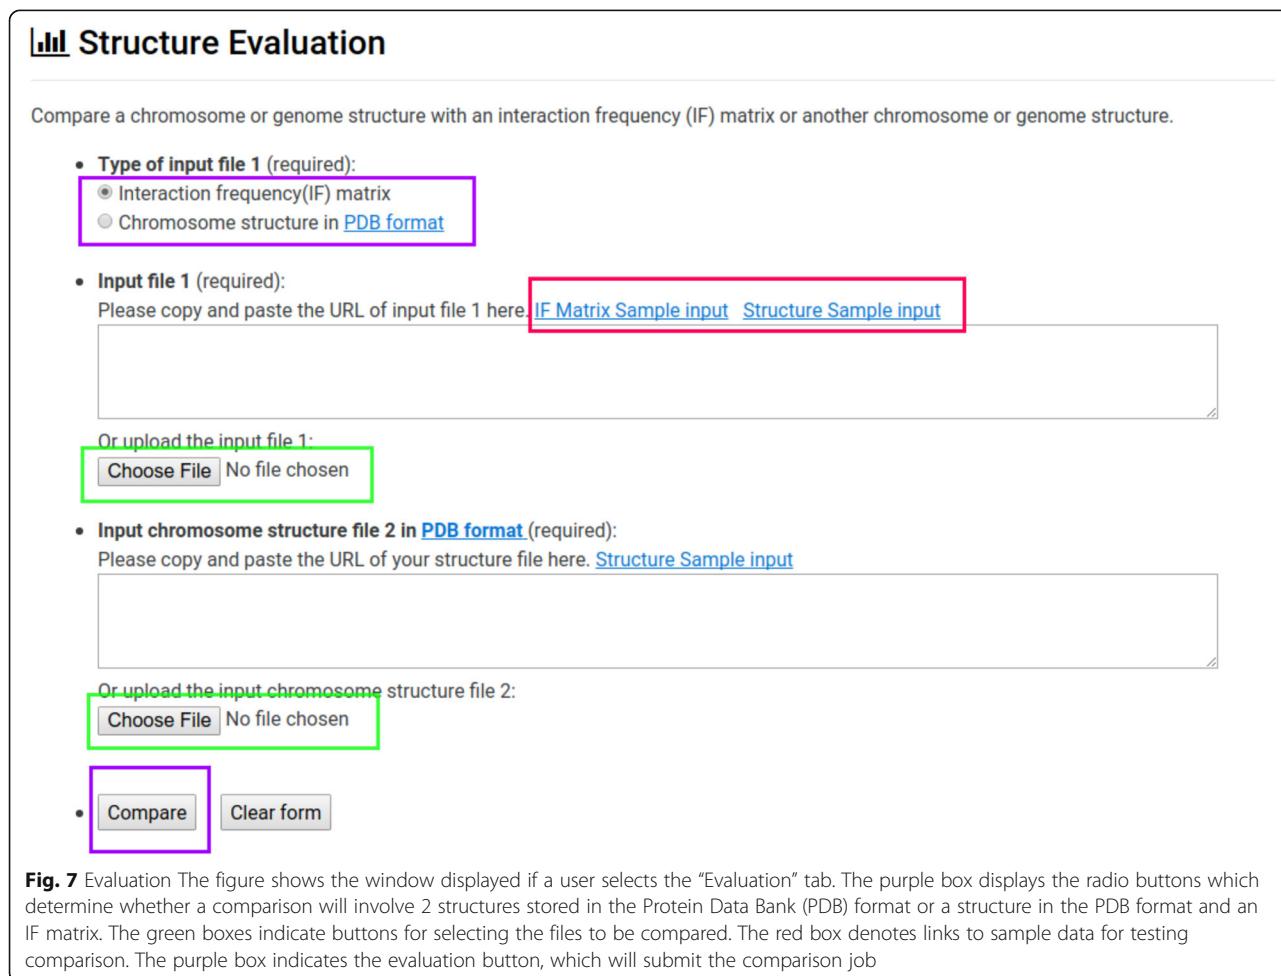 Structure Evaluation
Compare a chromosome or genome structure with an interaction frequency (IF) matrix or another chromosome or genome structure.
• Type of input file 1 (required):
Interaction frequency(IF) matrix
Chromosome structure in PDB format
• Input file 1 (required):
Please copy and paste the URL of input file 1 here. IF Matrix Sample input Structure Sample input
Or upload the input file 1:
Choose File No file chosen
• Input chromosome structure file 2 in PDB format (required):
Please copy and paste the URL of your structure file here. Structure Sample input
Or upload the input chromosome structure file 2:
Choose File No file chosen
• Compare Clear form
Fig. 7 Evaluation The figure shows the window displayed if a user selects the “Evaluation” tab. The purple box displays the radio buttons which
determine whether a comparison will involve 2 structures stored in the Protein Data Bank (PDB) format or a structure in the PDB format and an
IF matrix. The green boxes indicate buttons for selecting the files to be compared. The red box denotes links to sample data for testing
comparison. The purple box indicates the evaluation button, which will submit the comparison job